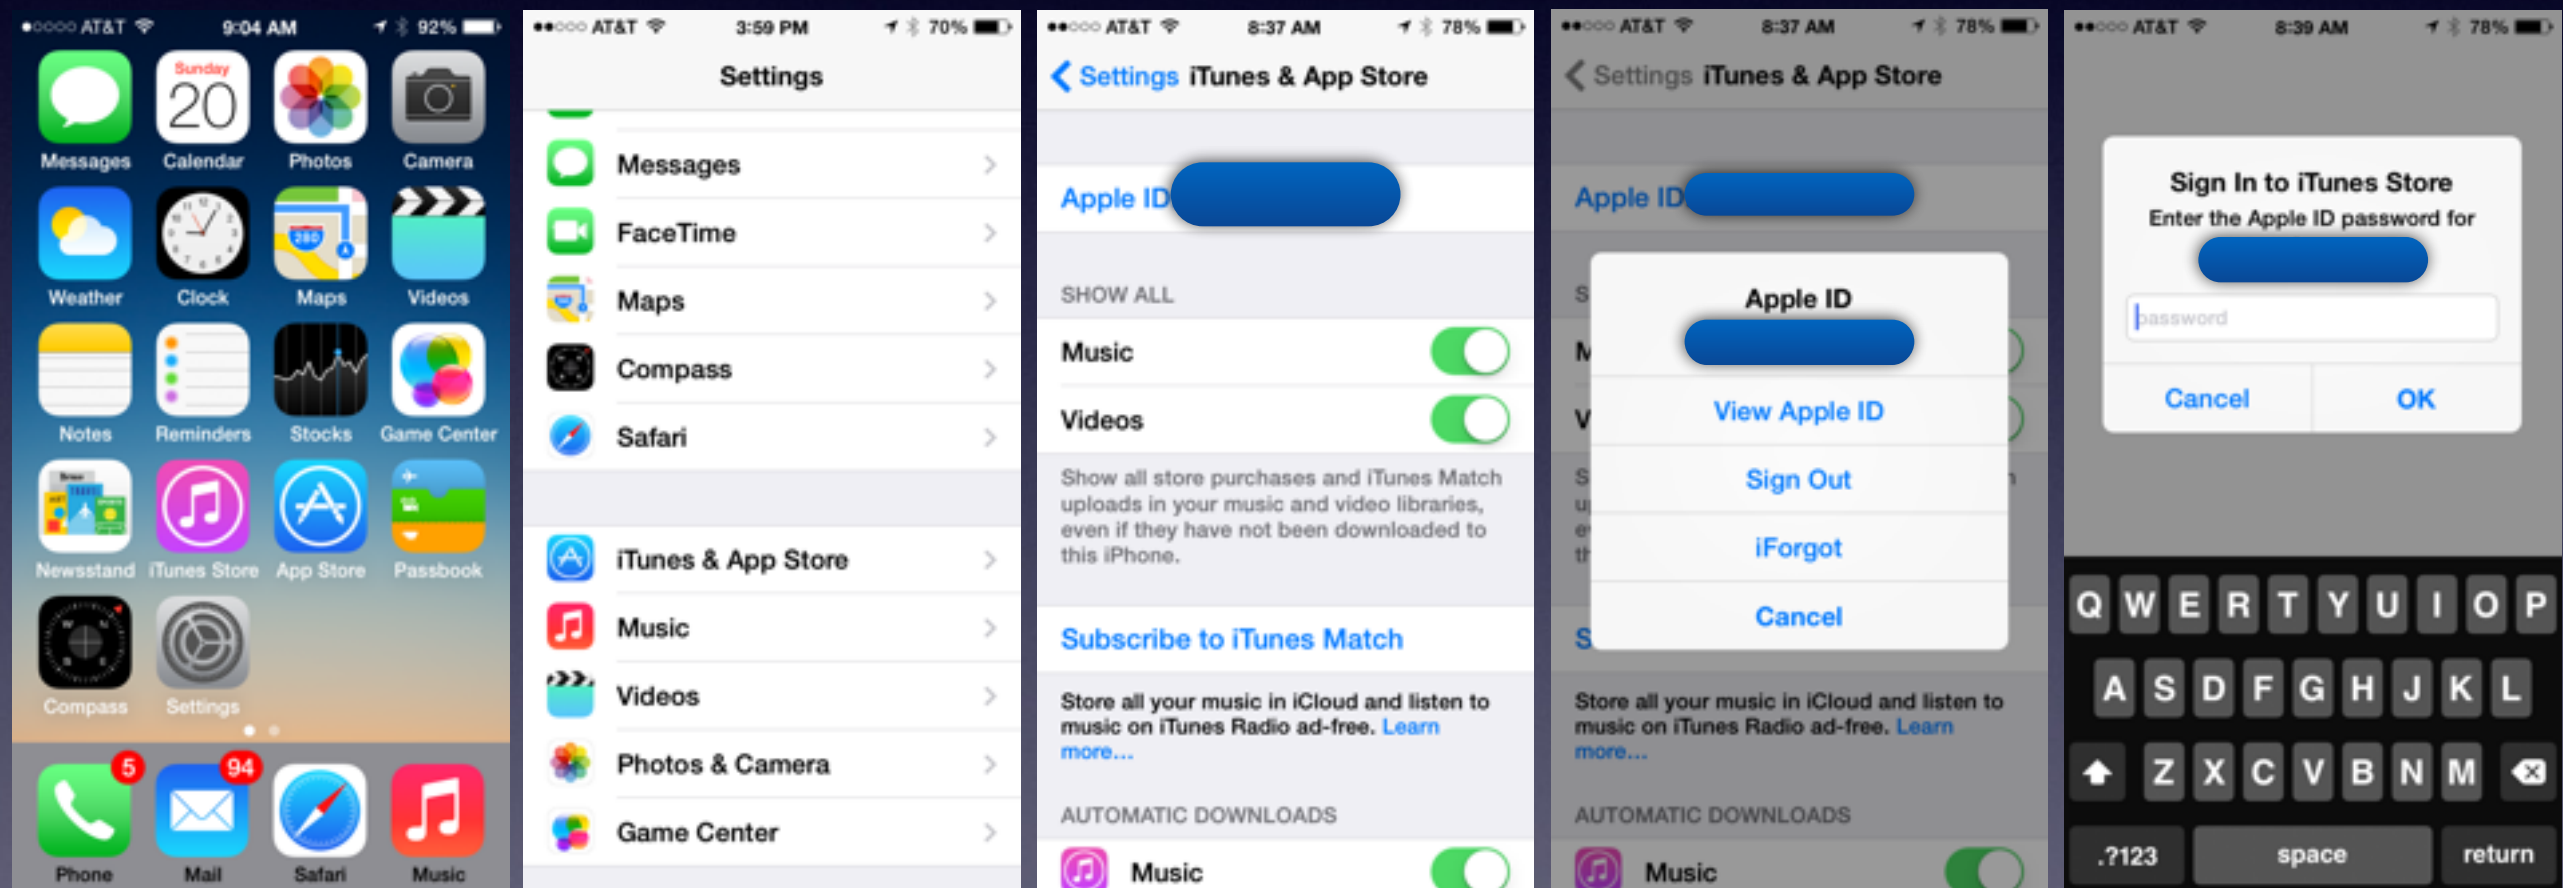 AT&T 9:04 AM 92%
Sunday
20
Messages Calendar Photos Camera
280
Weather Clock Maps Videos
Notes Reminders Stocks Game Center
Newsstand iTunes Store App Store Passbook
Compass Settings
5 94
Phone Mail Safari Music
AT&T 3:59 PM 70%
Settings
Messages
FaceTime
Maps
Compass
Safari
iTunes & App Store
Music
Videos
Photos & Camera
Game Center
AT&T 8:37 AM 78%
Settings iTunes & App Store
Apple ID
SHOW ALL
Music
Videos
Show all store purchases and iTunes Match
uploads in your music and video libraries,
even if they have not been downloaded to
this iPhone.
Subscribe to iTunes Match
Store all your music in iCloud and listen to
music on iTunes Radio ad-free. Learn
more...
AUTOMATIC DOWNLOADS
Music
AT&T 8:37 AM 78%
Settings iTunes & App Store
Apple ID
Apple ID
View Apple ID
Sign Out
iForgot
Cancel
Store all your music in iCloud and listen to
music on iTunes Radio ad-free. Learn
more...
AUTOMATIC DOWNLOADS
Music
AT&T 8:39 AM 78%
Sign In to iTunes Store
Enter the Apple ID password for
password
Cancel OK
Q W E R T Y U I O P
A S D F G H J K L
Z X C V B N M
.?123 space return